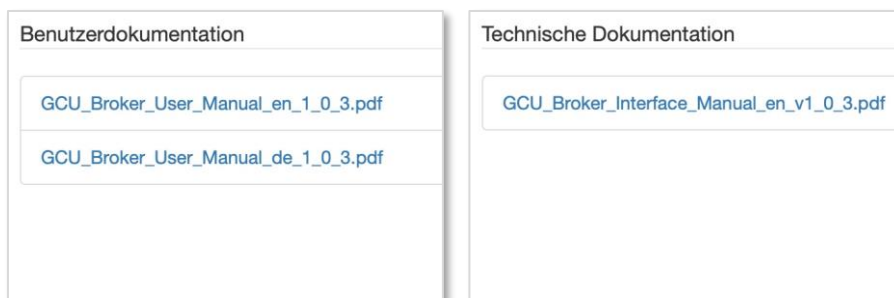 Benutzerdokumentation
GCU_Broker_User_Manual_en_1_0_3.pdf
GCU_Broker_User_Manual_de_1_0_3.pdf
Technische Dokumentation
GCU_Broker_Interface_Manual_en_v1_0_3.pdf